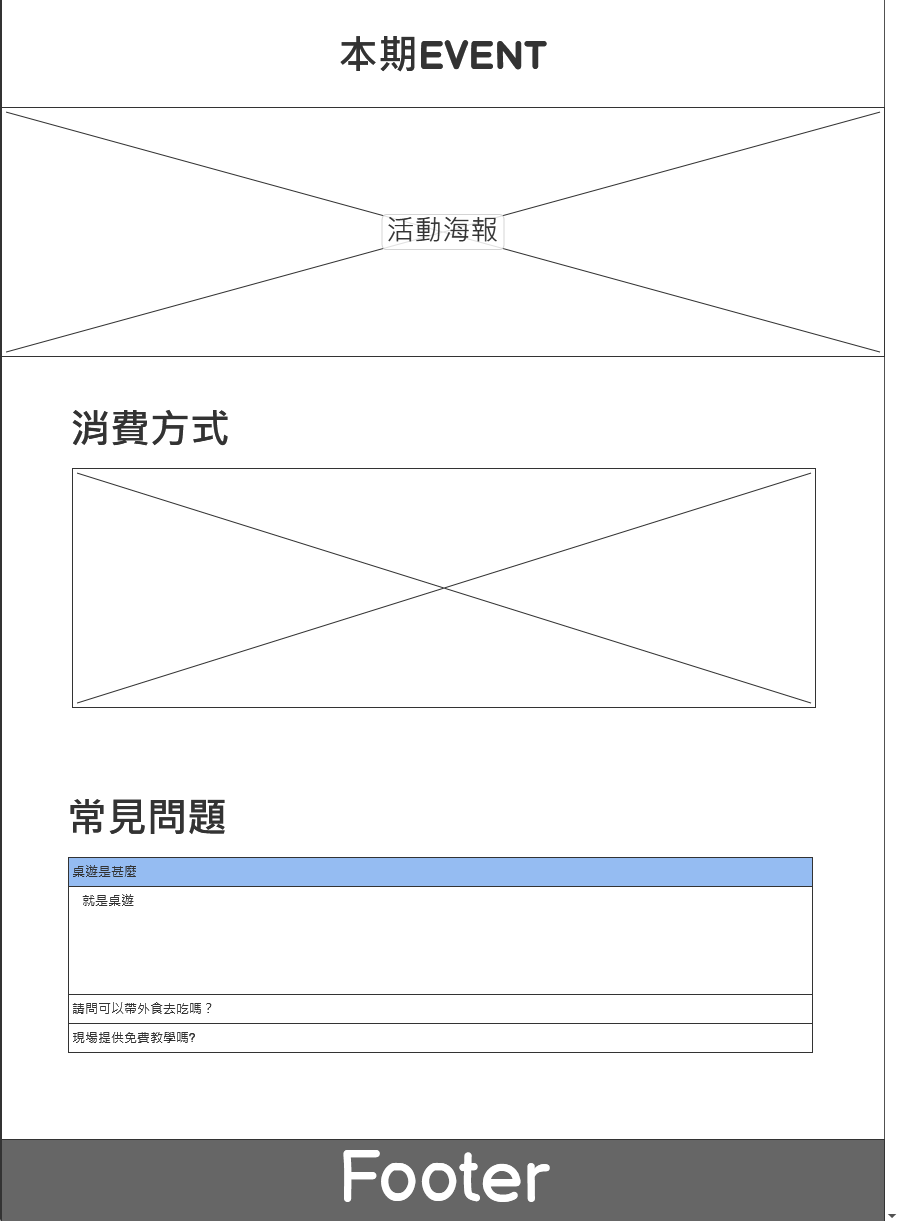 本期EVENT
活動海報
消費方式
常見問題
桌遊是甚麼
就是桌遊
請問可以帶外食去吃嗎？
現場提供免費教學嗎?
Footer